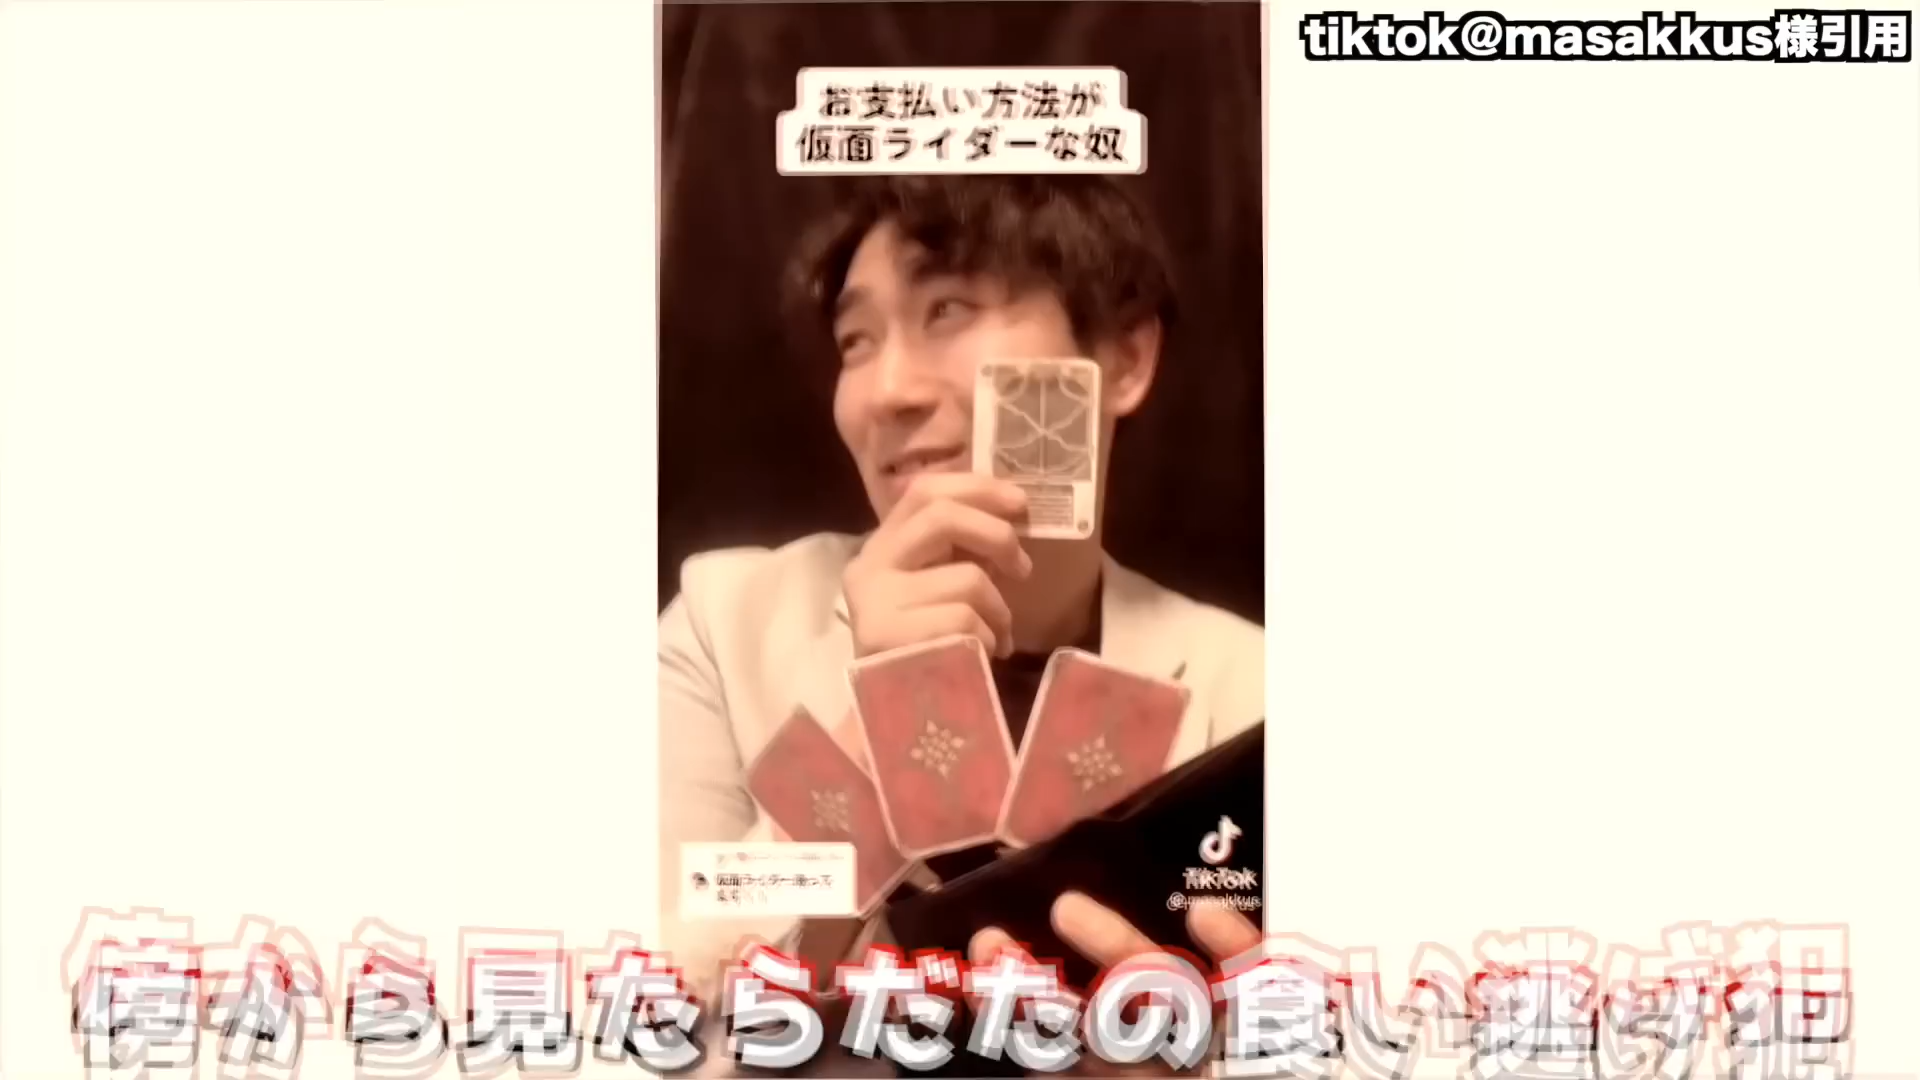 tiktok@masakkus様引用
お支払い方法が
仮面ライダーな奴
TikTok
@masakkus
傍から見たらだたの食い逃げ犯